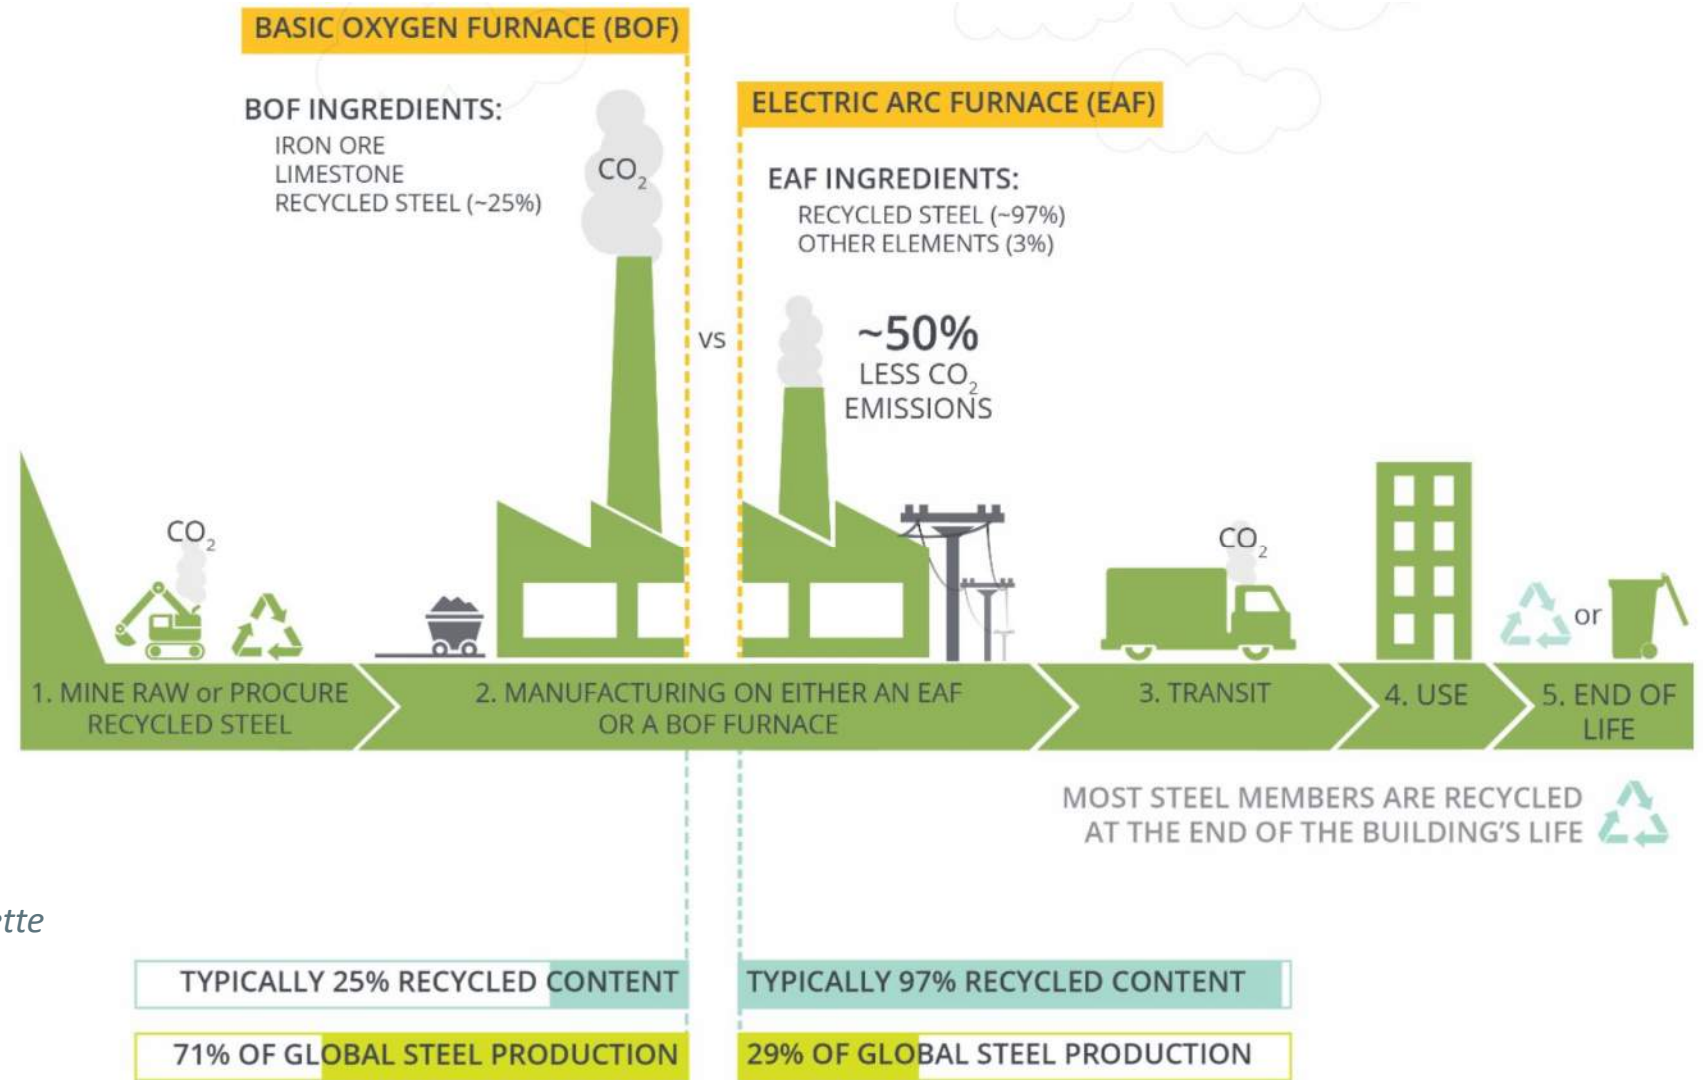 BASIC OXYGEN FURNACE (BOF)
BOF INGREDIENTS:
IRON ORE
LIMESTONE
RECYCLED STEEL (~25%)
CO₂
vs
ELECTRIC ARC FURNACE (EAF)
EAF INGREDIENTS:
RECYCLED STEEL (~97%)
OTHER ELEMENTS (3%)
~50%
LESS CO₂
EMISSIONS
CO₂
CO₂
or
1. MINE RAW or PROCURE
RECYCLED STEEL
2. MANUFACTURING ON EITHER AN EAF
OR A BOF FURNACE
3. TRANSIT
4. USE
5. END OF
LIFE
MOST STEEL MEMBERS ARE RECYCLED
AT THE END OF THE BUILDING'S LIFE
ette
TYPICALLY 25% RECYCLED CONTENT
TYPICALLY 97% RECYCLED CONTENT
71% OF GLOBAL STEEL PRODUCTION
29% OF GLOBAL STEEL PRODUCTION